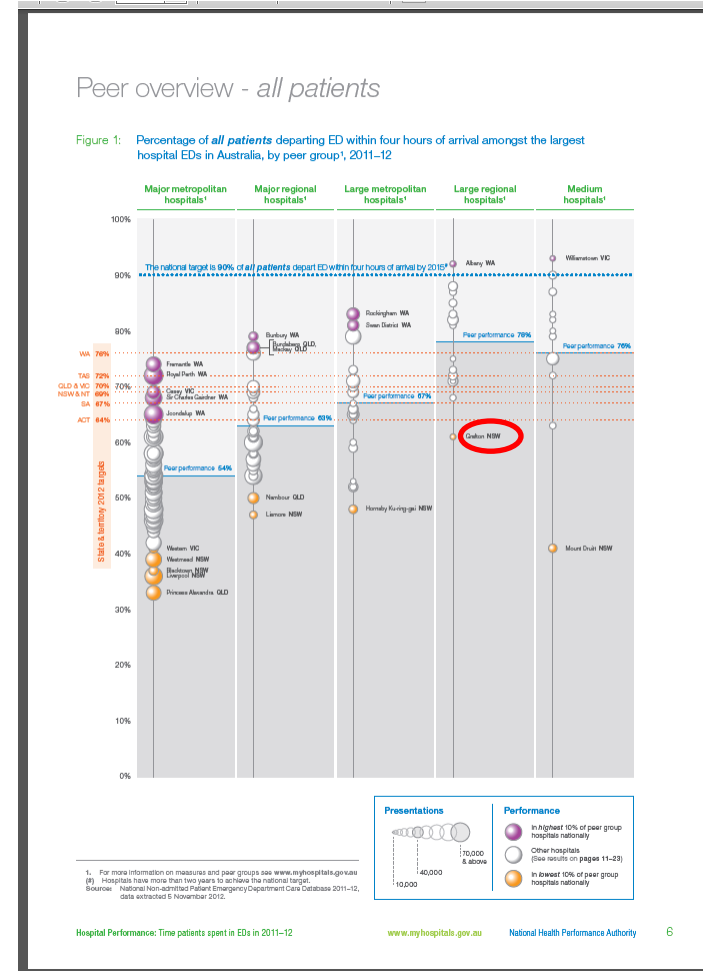 Peer overview - all patients
Figure 1: Percentage of all patients departing ED within four hours of arrival amongst the largest
hospital EDs in Australia, by peer group¹, 2011–12
Major metropolitan hospitals¹
Major regional hospitals¹
Large metropolitan hospitals¹
Large regional hospitals¹
Medium hospitals¹
100%
The national target is 90% of all patients depart ED within four hours of arrival by 2015#
90%
80%
70%
60%
50%
40%
30%
20%
10%
0%
State & territory 2012 targets
WA 76%
TAS 72%
QLD & VIC 70%
NSW & NT 69%
SA 67%
ACT 64%
Fremantle WA
Royal Perth WA
Casey VIC
Sir Charles Gairdner WA
Joondalup WA
Peer performance 54%
Western VIC
Westmead NSW
Blacktown NSW
Liverpool NSW
Princess Alexandra QLD
Bunbury WA
Bundaberg QLD,
Mackay QLD
Peer performance 63%
Nambour QLD
Lismore NSW
Rockingham WA
Swan District WA
Peer performance 67%
Hornsby Ku-ring-gai NSW
Albany WA
Peer performance 78%
Grafton NSW
Williamstown VIC
Peer performance 76%
Mount Druitt NSW
Presentations
10,000
40,000
70,000
& above
Performance
In highest 10% of peer group
hospitals nationally
Other hospitals
(See results on pages 11–23)
In lowest 10% of peer group
hospitals nationally
1. For more information on measures and peer groups see www.myhospitals.gov.au
(#) Hospitals have more than two years to achieve the national target.
Source: National Non-admitted Patient Emergency Department Care Database 2011–12,
data extracted 5 November 2012.
Hospital Performance: Time patients spent in EDs in 2011–12
www.myhospitals.gov.au
National Health Performance Authority
6